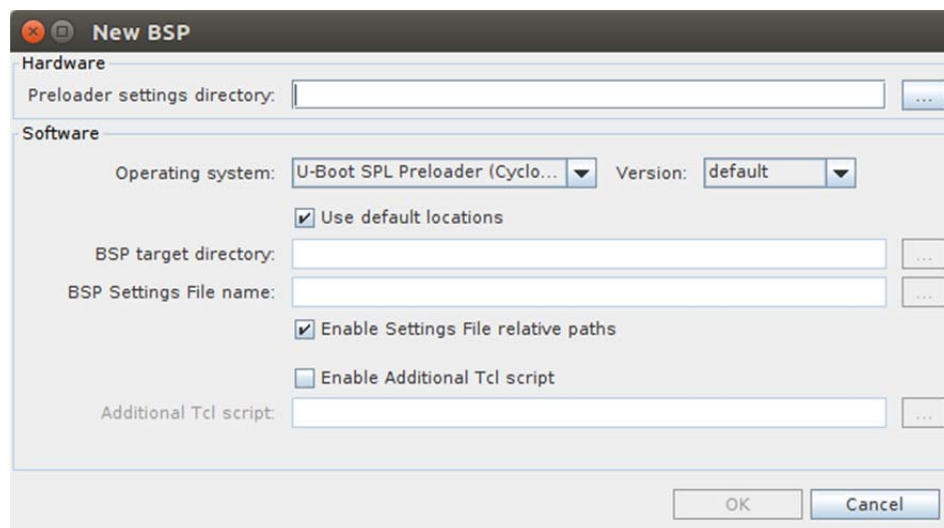 New BSP
Hardware
Preloader settings directory:
...
Software
Operating system: U-Boot SPL Preloader (Cyclo... Version: default
Use default locations
BSP target directory:
...
BSP Settings File name:
...
Enable Settings File relative paths
Enable Additional Tcl script
Additional Tcl script:
...
OK Cancel